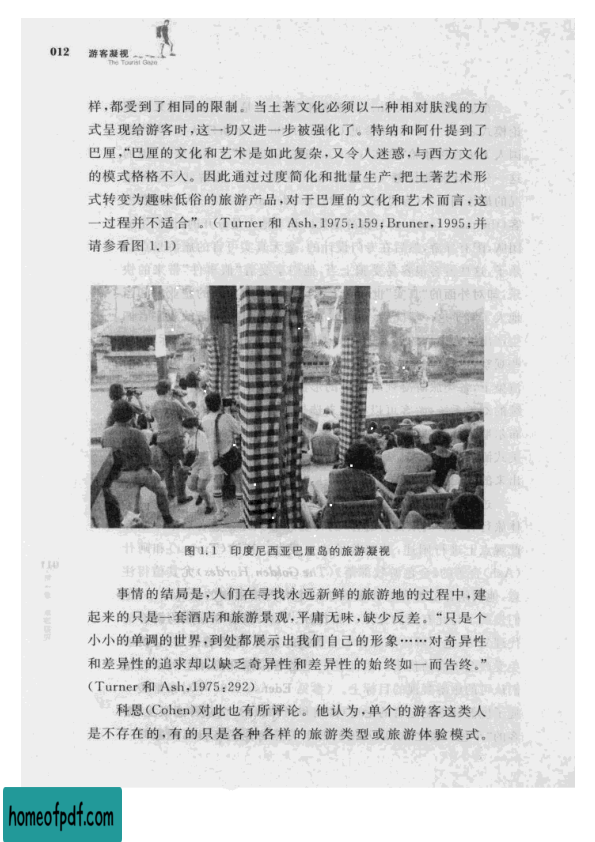 012 游客凝视
The Tourist Gaze
样,都受到了相同的限制。当土著文化必须以一种相对肤浅的方
式呈现给游客时,这一切又进一步被强化了。特纳和阿什提到了
巴厘,“巴厘的文化和艺术是如此复杂,又令人迷惑,与西方文化
的模式格格不入。因此通过过度简化和批量生产,把土著艺术形
式转变为趣味低俗的旅游产品,对于巴厘的文化和艺术而言,这
一过程并不适合”。(Turner 和 Ash,1975:159;Bruner,1995;并
请参看图 1.1)
图 1.1 印度尼西亚巴厘岛的旅游凝视
事情的结局是,人们在寻找永远新鲜的旅游地的过程中,建
起来的只是一套酒店和旅游景观,平庸无味,缺少反差。“只是个
小小的单调的世界,到处都展示出我们自己的形象……对奇异性
和差异性的追求却以缺乏奇异性和差异性的始终如一而告终。”
(Turner 和 Ash,1975:292)
科恩(Cohen)对此也有所评论。他认为,单个的游客这类人
是不存在的,有的只是各种各样的旅游类型或旅游体验模式。
homeofpdf.com